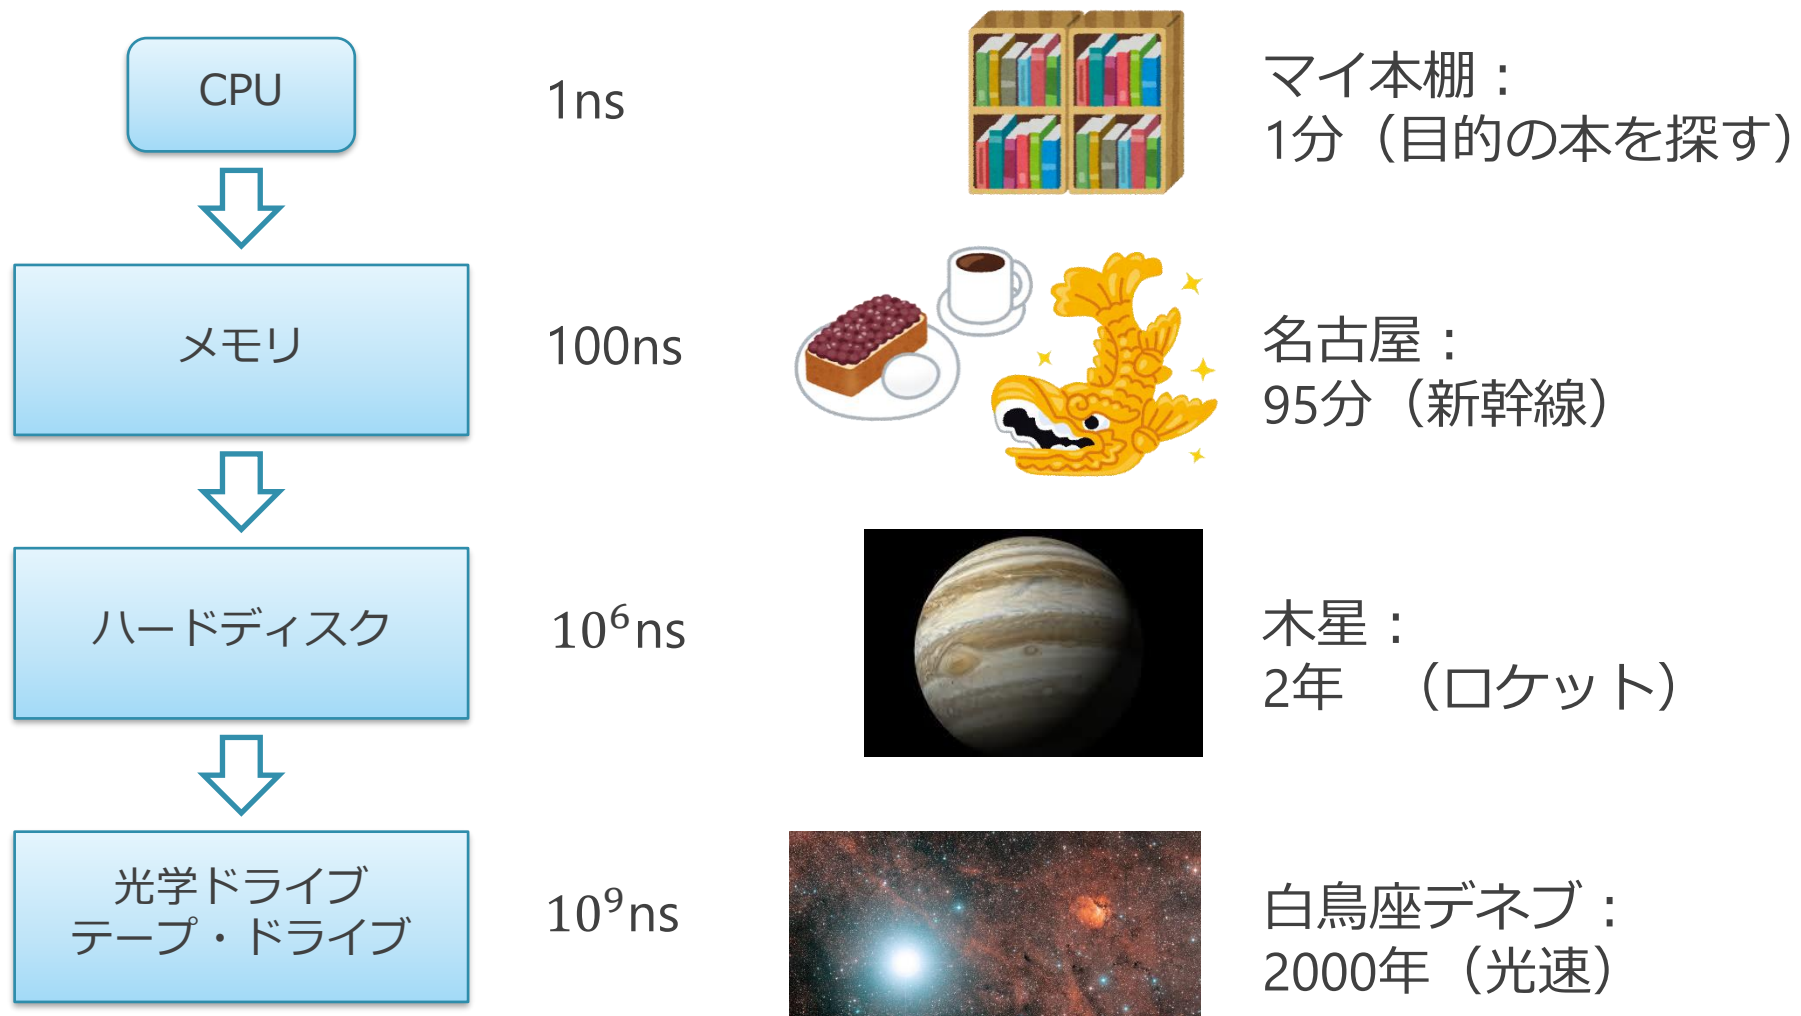 CPU
1ns
マイ本棚：
1分（目的の本を探す）
メモリ
100ns
名古屋：
95分（新幹線）
ハードディスク
10⁶ns
木星：
2年　（ロケット）
光学ドライブ
テープ・ドライブ
10⁹ns
白鳥座デネブ：
2000年（光速）